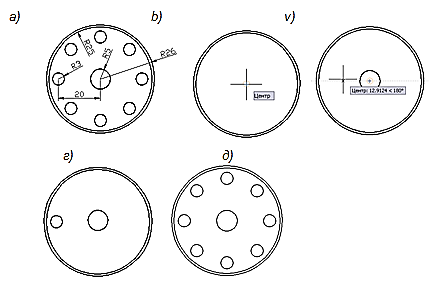 а) b) v)
R25
R3
R5
R26
20
Центр
Центр: 12.9124 < 180°
г) д)